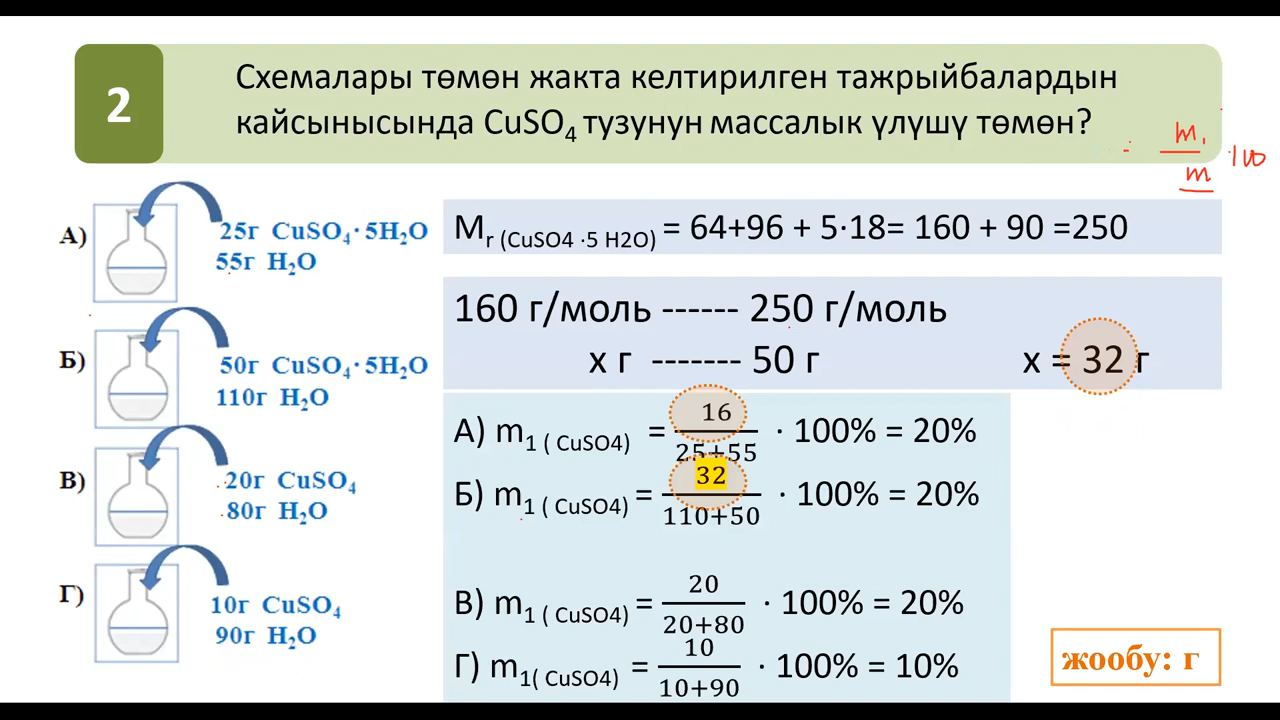 2
Схемалары төмөн жакта келтирилген тажрыйбалардын
кайсынысында CuSO₄ тузунун массалык үлүшү төмөн?
m₁
m
·100
А)
25г CuSO₄·5H₂O
55г H₂O
Б)
50г CuSO₄·5H₂O
110г H₂O
В)
20г CuSO₄
80г H₂O
Г)
10г CuSO₄
90г H₂O
Mr (CuSO4 ·5 H2O) = 64+96 + 5·18= 160 + 90 =250
160 г/моль ------ 250 г/моль
х г ------- 50 г х = 32 г
А) m1 ( CuSO4) = 16/25+55 · 100% = 20%
Б) m1 ( CuSO4) = 32/110+50 · 100% = 20%
В) m1 ( CuSO4) = 20/20+80 · 100% = 20%
Г) m1( CuSO4) = 10/10+90 · 100% = 10%
жообу: г